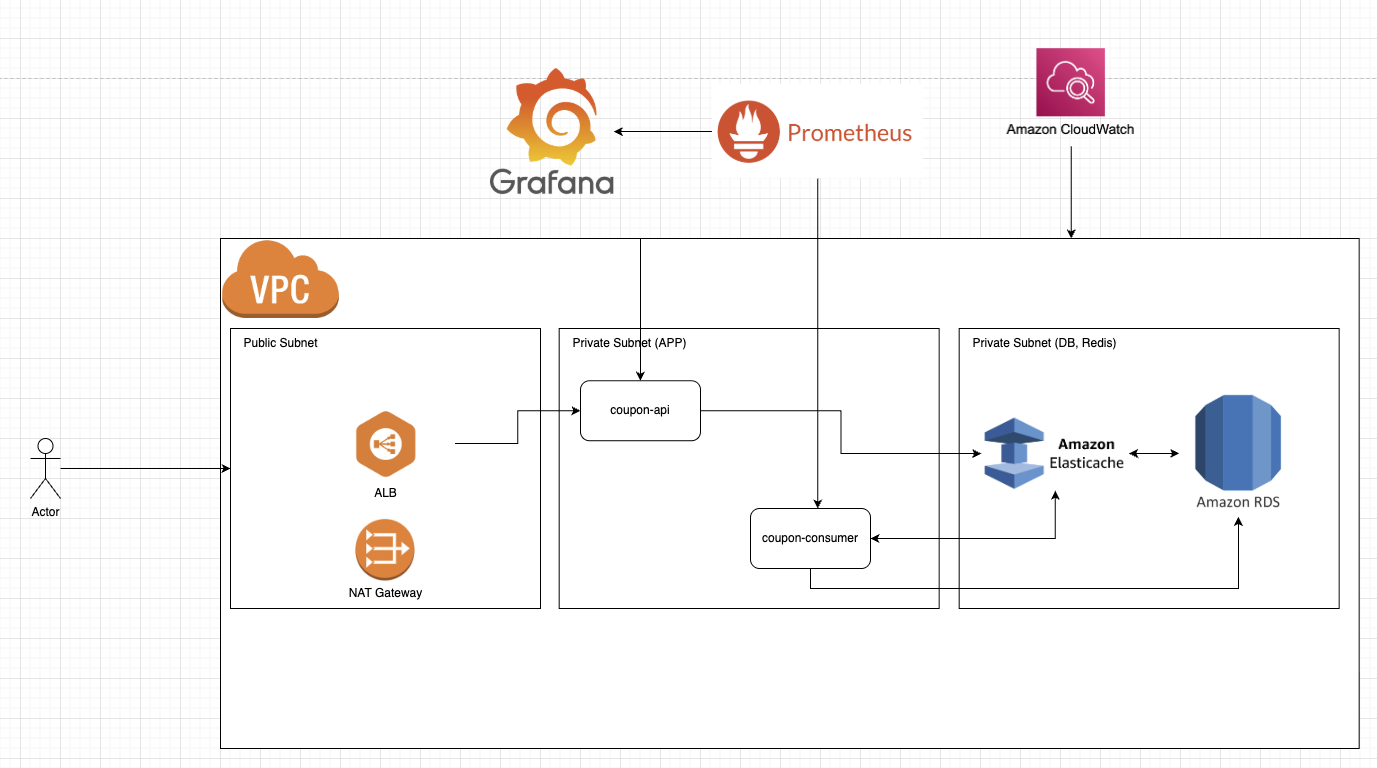 Grafana
Prometheus
Amazon CloudWatch
VPC
Public Subnet
Private Subnet (APP)
Private Subnet (DB, Redis)
coupon-api
ALB
Amazon
Elasticache
Amazon RDS
Actor
coupon-consumer
NAT Gateway